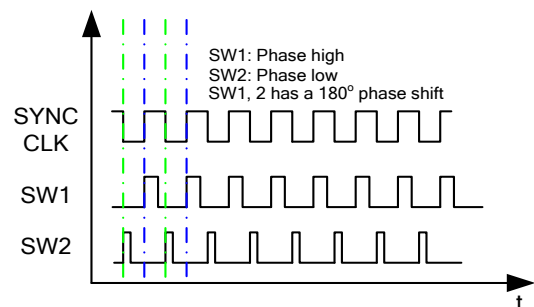 SW1: Phase high
SW2: Phase low
SW1, 2 has a 180° phase shift
SYNC
CLK
SW1
SW2
t